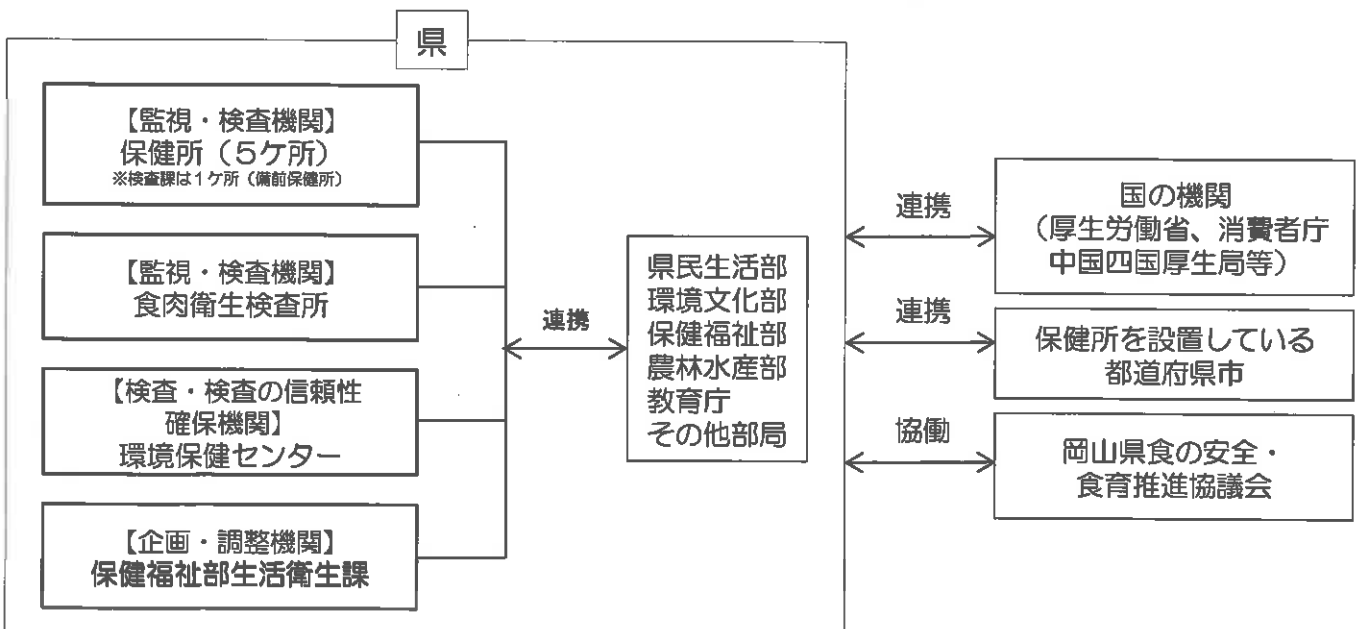 県
【監視・検査機関】
保健所（5ケ所）
※検査課は1ケ所（備前保健所）
【監視・検査機関】
食肉衛生検査所
【検査・検査の信頼性
確保機関】
環境保健センター
【企画・調整機関】
保健福祉部生活衛生課
連携
県民生活部
環境文化部
保健福祉部
農林水産部
教育庁
その他部局
連携
国の機関
（厚生労働省、消費者庁
中国四国厚生局等）
連携
保健所を設置している
都道府県市
協働
岡山県食の安全・
食育推進協議会